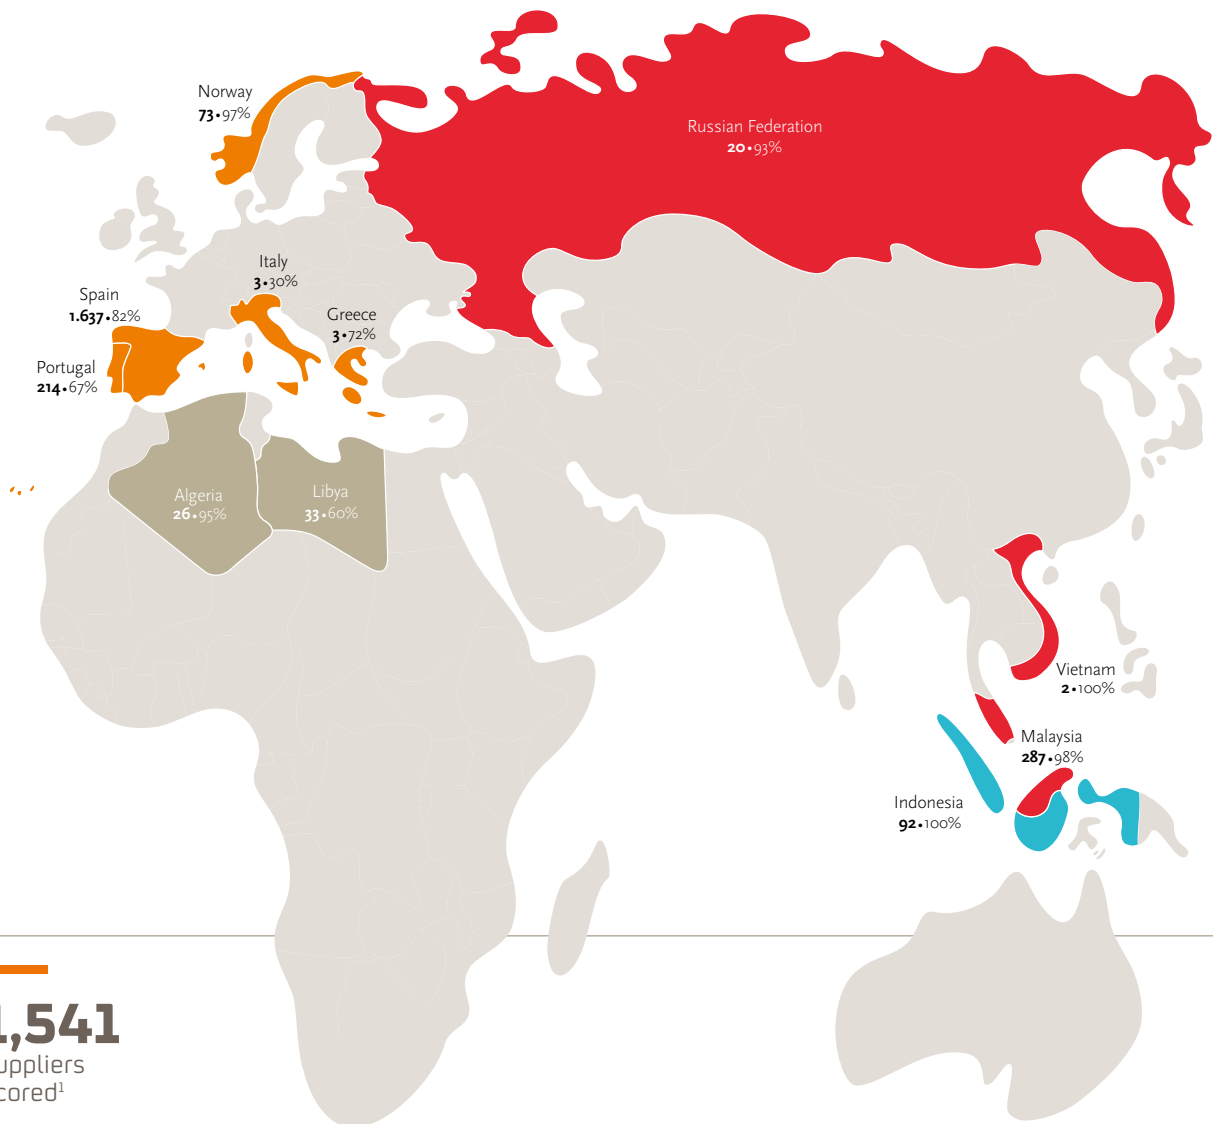 Norway
73•97%
Russian Federation
20•93%
Italy
3•30%
Spain
1.637•82%
Greece
3•72%
Portugal
214•67%
Algeria
26•95%
Libya
33•60%
Vietnam
2•100%
Malaysia
287•98%
Indonesia
92•100%
1,541
uppliers
cored¹